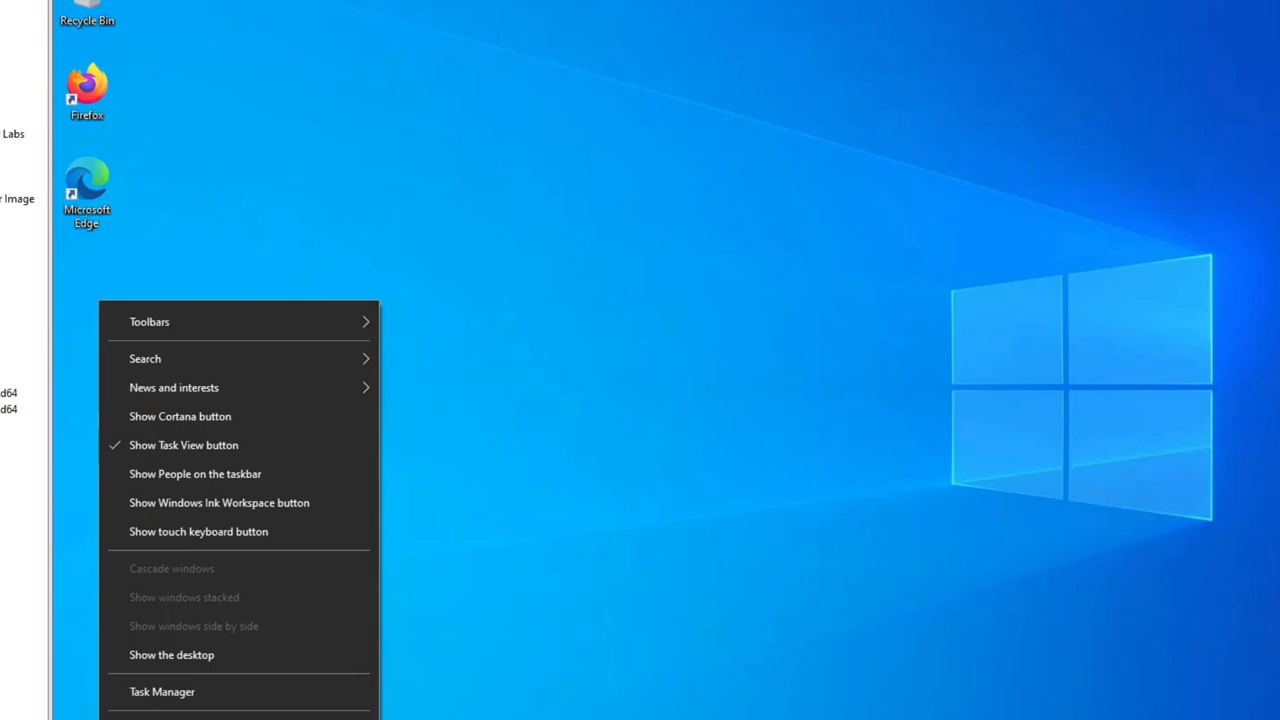 Recycle Bin
Firefox
Labs
r Image
Microsoft
Edge
d64
d64
Toolbars
Search
News and interests
Show Cortana button
Show Task View button
Show People on the taskbar
Show Windows Ink Workspace button
Show touch keyboard button
Cascade windows
Show windows stacked
Show windows side by side
Show the desktop
Task Manager